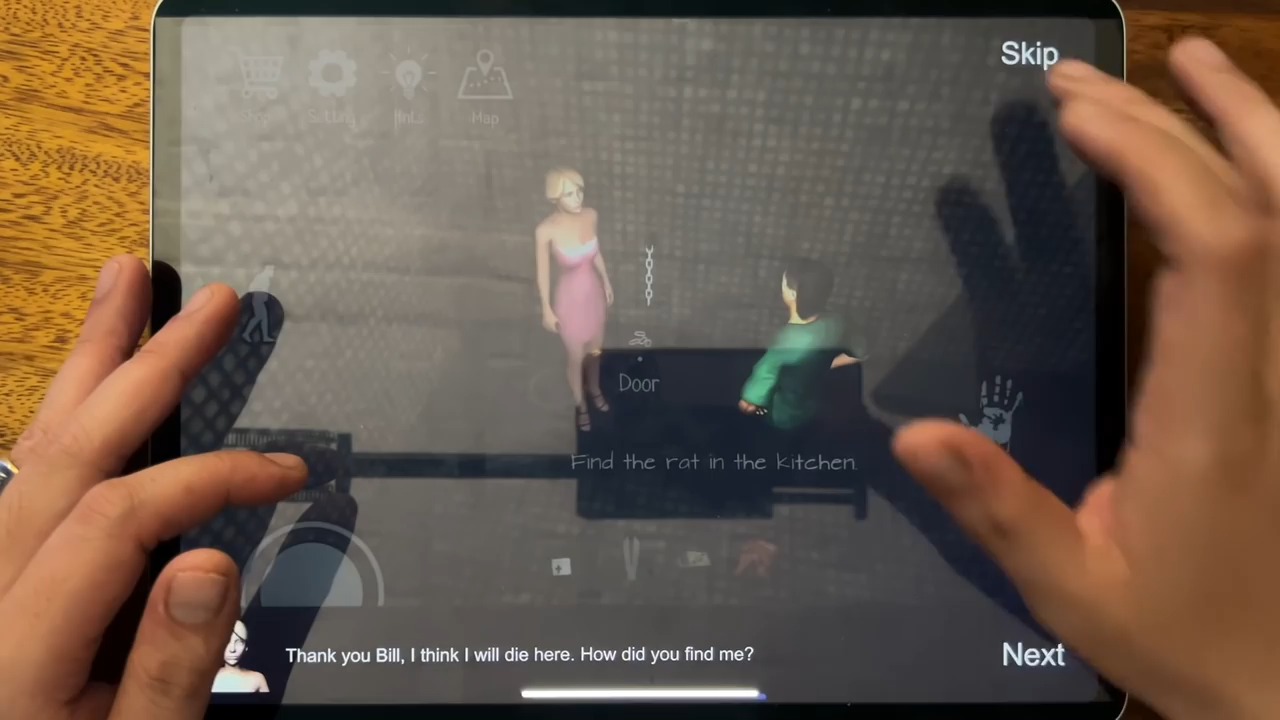 Skip
Shop
Setting
Hints
Map
Door
Find the rat in the kitchen.
Thank you Bill, I think I will die here. How did you find me?
Next